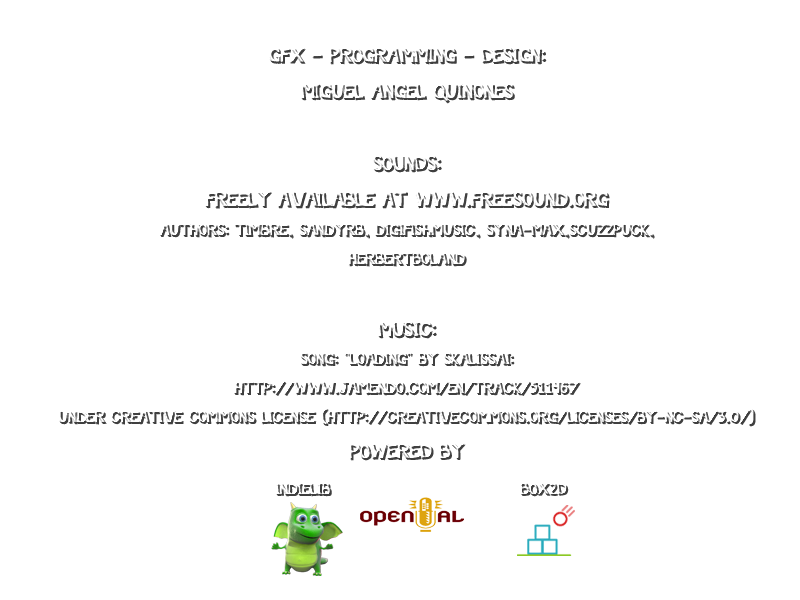 GFX - PROGRAMMING - DESIGN:
MIGUEL ANGEL QUINONES
SOUNDS:
FREELY AVAILABLE AT WWW.FREESOUND.ORG
AUTHORS: TIMBRE, SANDYRB, DIGIFISHMUSIC, SYNA-MAX,SCUZZPUCK,
HERBERTBOLAND
MUSIC:
SONG: "LOADING" BY SKALISSAI:
HTTP://WWW.JAMENDO.COM/EN/TRACK/511467
UNDER CREATIVE COMMONS LICENSE (HTTP://CREATIVECOMMONS.ORG/LICENSES/BY-NC-SA/3.0/)
POWERED BY
INDIELIB
OPENAL
BOX2D